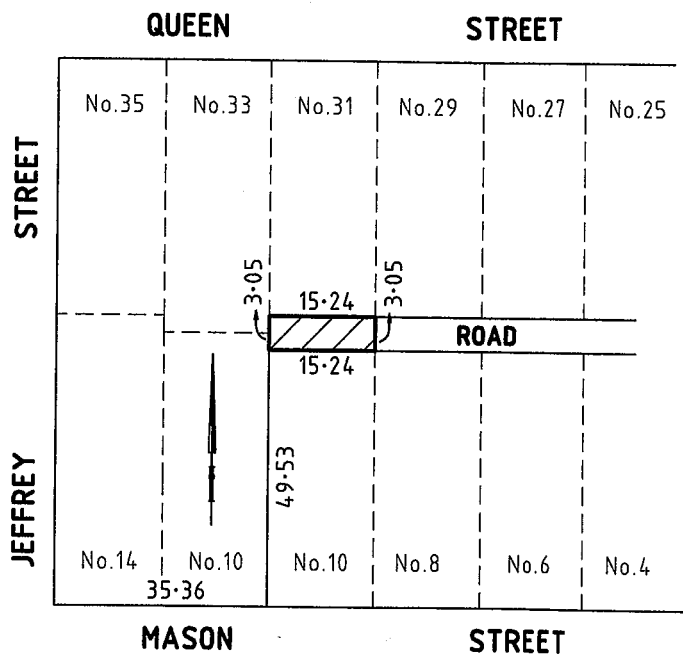 QUEEN STREET
No.35 No.33 No.31 No.29 No.27 No.25
STREET
3·05
15·24
3·05
ROAD
15·24
49·53
JEFFREY
No.14 No.10 No.10 No.8 No.6 No.4
35·36
MASON STREET